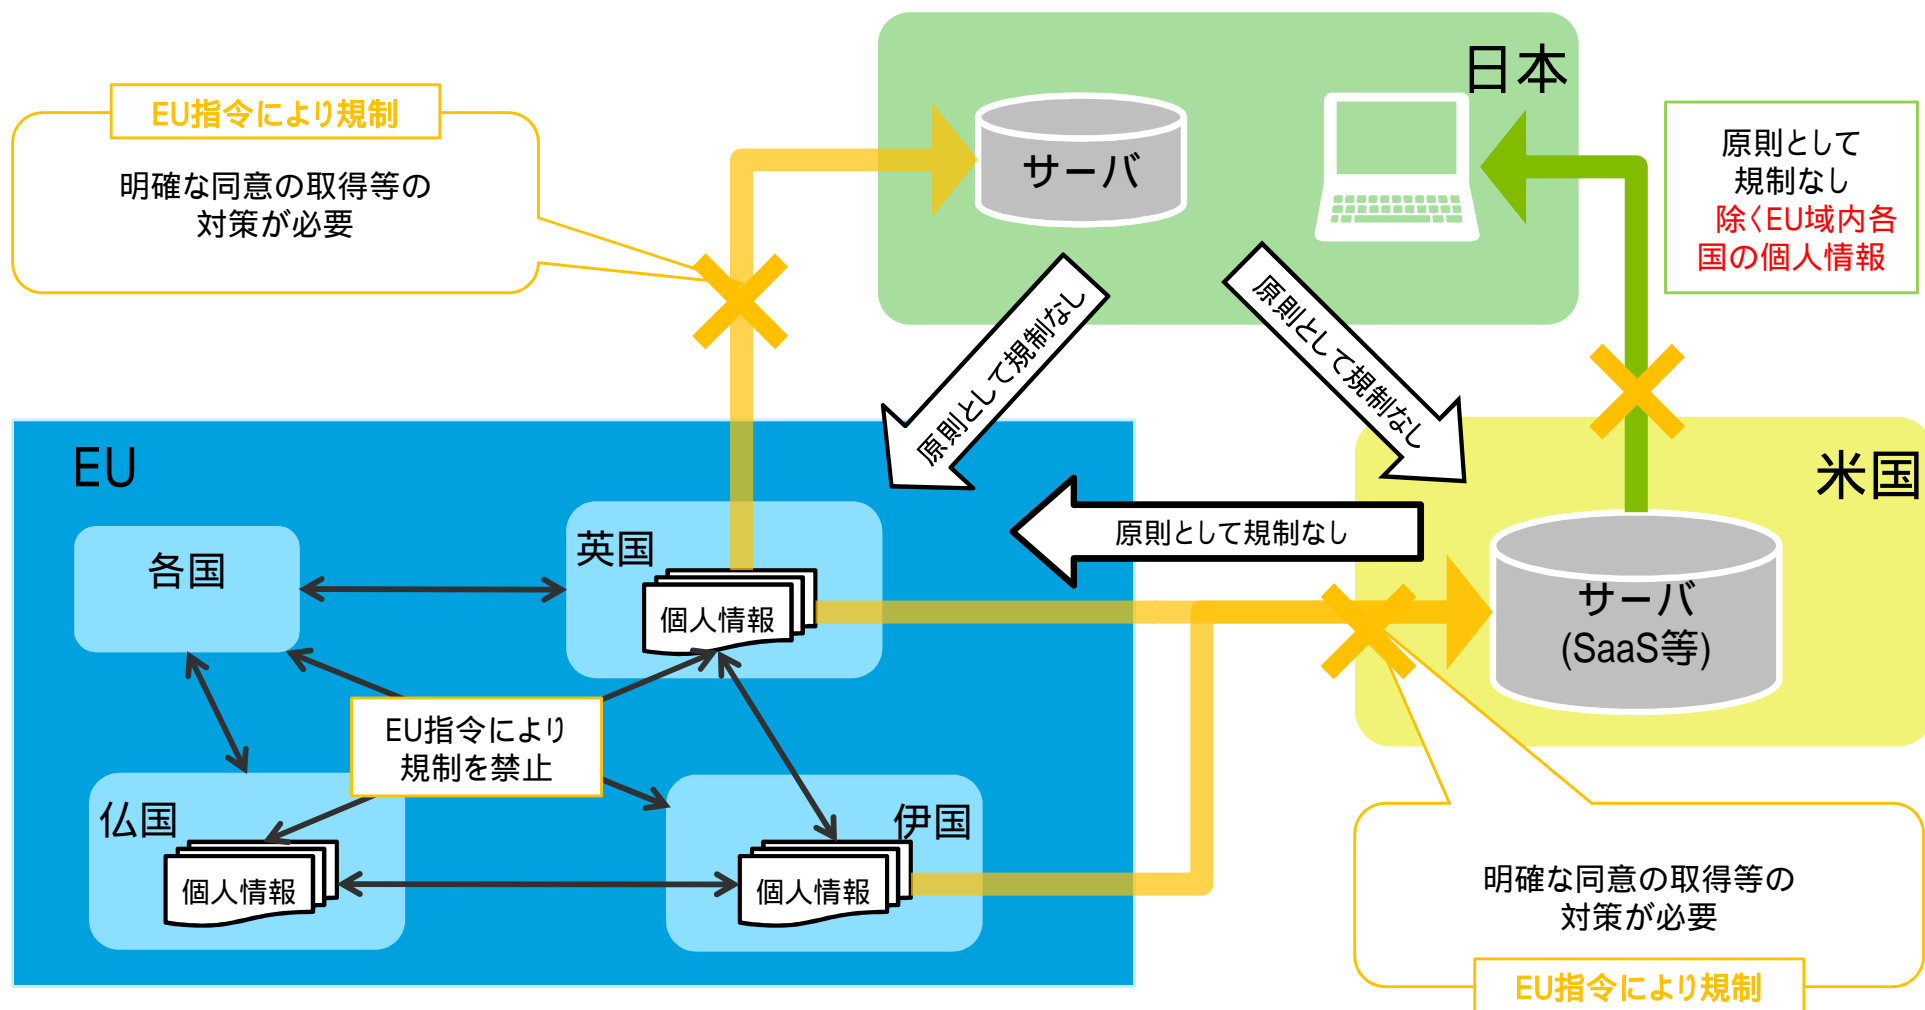 日本
EU指令により規制
明確な同意の取得等の
対策が必要
サーバ
原則として
規制なし
除くEU域内各
国の個人情報
原則として規制なし
原則として規制なし
EU
米国
原則として規制なし
英国
各国
個人情報
サーバ
(SaaS等)
EU指令により
規制を禁止
仏国
伊国
個人情報
個人情報
明確な同意の取得等の
対策が必要
EU指令により規制